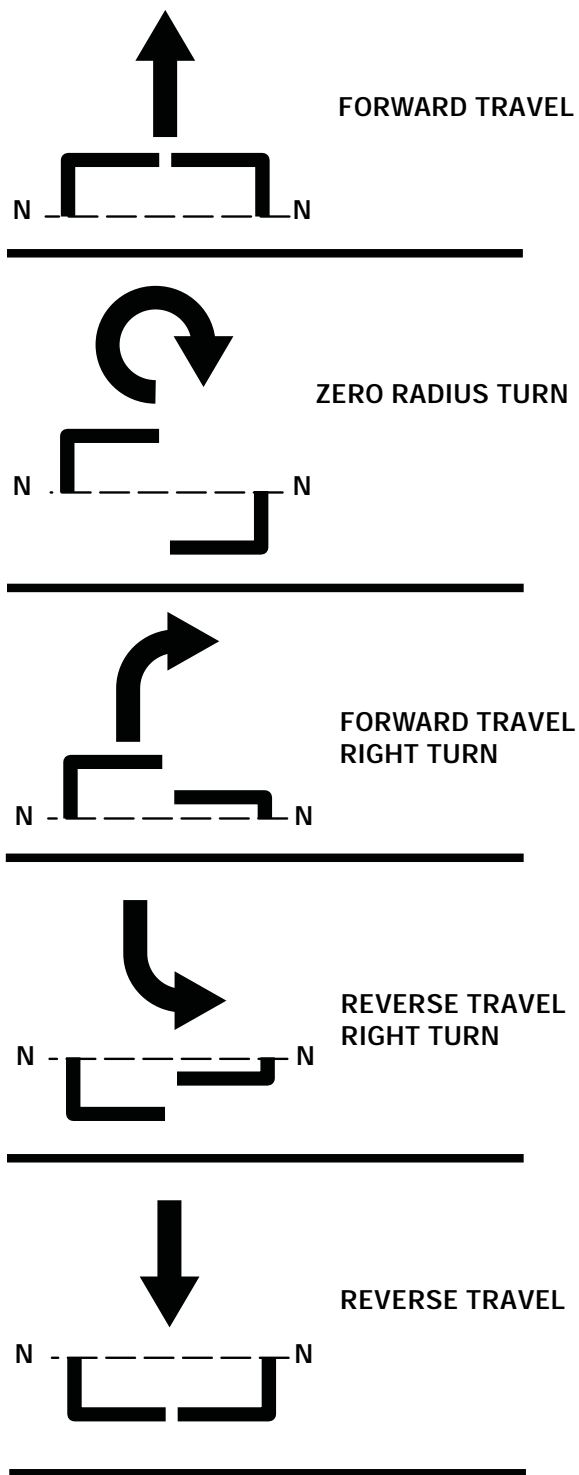 FORWARD TRAVEL
N N
ZERO RADIUS TURN
N N
FORWARD TRAVEL
RIGHT TURN
N N
REVERSE TRAVEL
RIGHT TURN
N N
REVERSE TRAVEL
N N